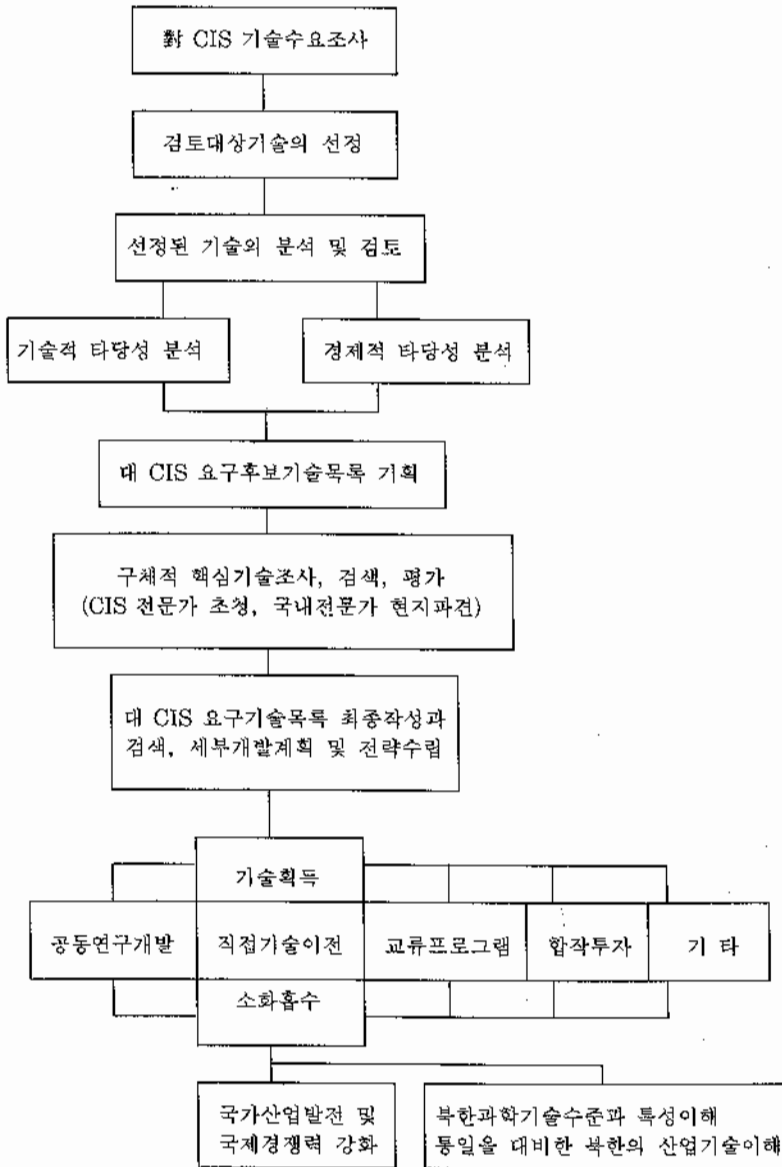 對 CIS 기술수요조사
검토대상기술의 선정
선정된 기술의 분석 및 검토
기술적 타당성 분석
경제적 타당성 분석
대 CIS 요구후보기술목록 기획
구체적 핵심기술조사, 검색, 평가
(CIS 전문가 초청, 국내전문가 현지파견)
대 CIS 요구기술목록 최종작성과
검색, 세부개발계획 및 전략수립
기술획득
공동연구개발
직접기술이전
교류프로그램
합작투자
기 타
소화흡수
국가산업발전 및
국제경쟁력 강화
북한과학기술수준과 특성이해
통일을 대비한 북한의 산업기술이해